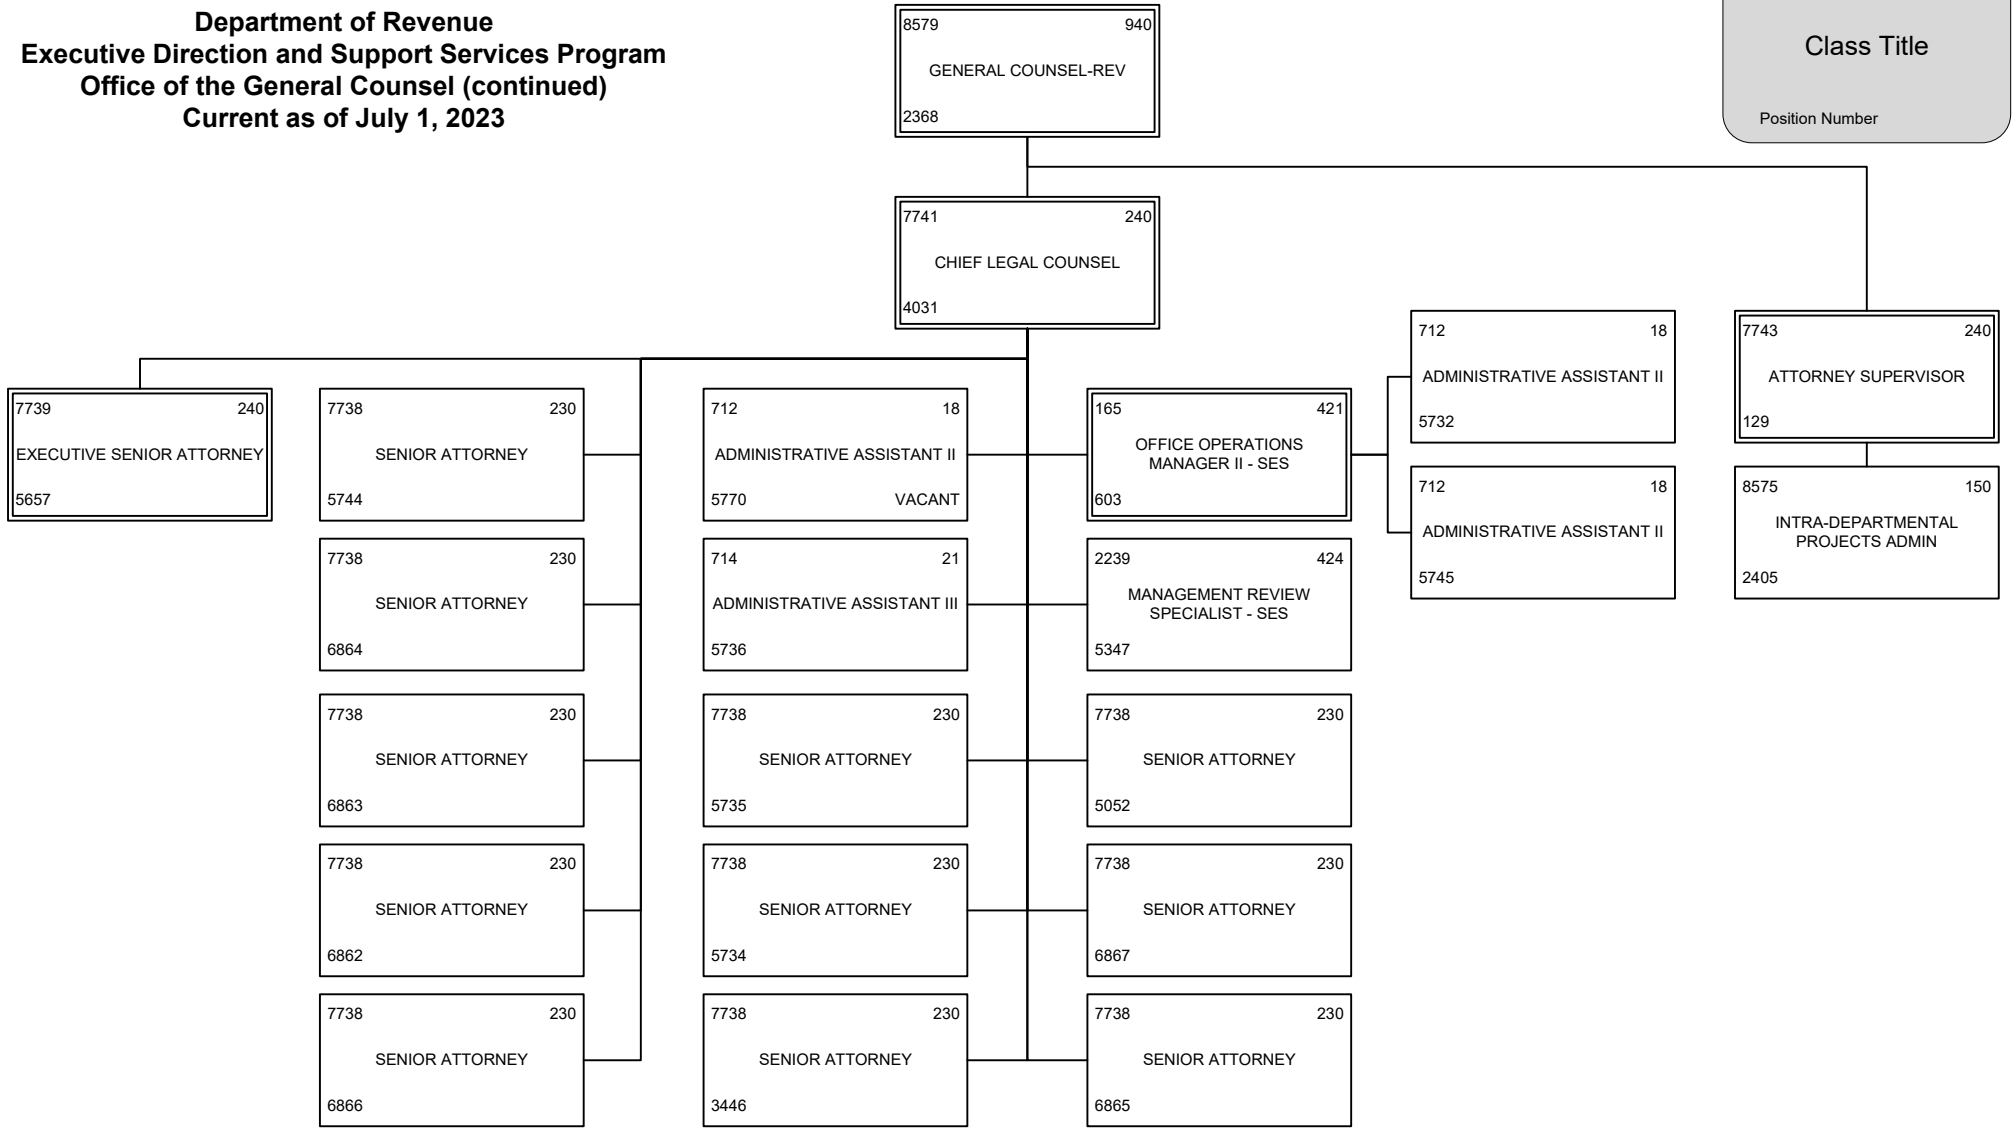 Department of Revenue
Executive Direction and Support Services Program
Office of the General Counsel (continued)
Current as of July 1, 2023
Class Title
Position Number
8579 940
GENERAL COUNSEL-REV
2368
7741 240
CHIEF LEGAL COUNSEL
4031
7739 240
EXECUTIVE SENIOR ATTORNEY
5657
7738 230
SENIOR ATTORNEY
5744
7738 230
SENIOR ATTORNEY
6864
7738 230
SENIOR ATTORNEY
6863
7738 230
SENIOR ATTORNEY
6862
7738 230
SENIOR ATTORNEY
6866
712 18
ADMINISTRATIVE ASSISTANT II
5770 VACANT
714 21
ADMINISTRATIVE ASSISTANT III
5736
7738 230
SENIOR ATTORNEY
5735
7738 230
SENIOR ATTORNEY
5734
7738 230
SENIOR ATTORNEY
3446
165 421
OFFICE OPERATIONS
MANAGER II - SES
603
2239 424
MANAGEMENT REVIEW
SPECIALIST - SES
5347
7738 230
SENIOR ATTORNEY
5052
7738 230
SENIOR ATTORNEY
6867
7738 230
SENIOR ATTORNEY
6865
712 18
ADMINISTRATIVE ASSISTANT II
5732
712 18
ADMINISTRATIVE ASSISTANT II
5745
7743 240
ATTORNEY SUPERVISOR
129
8575 150
INTRA-DEPARTMENTAL
PROJECTS ADMIN
2405